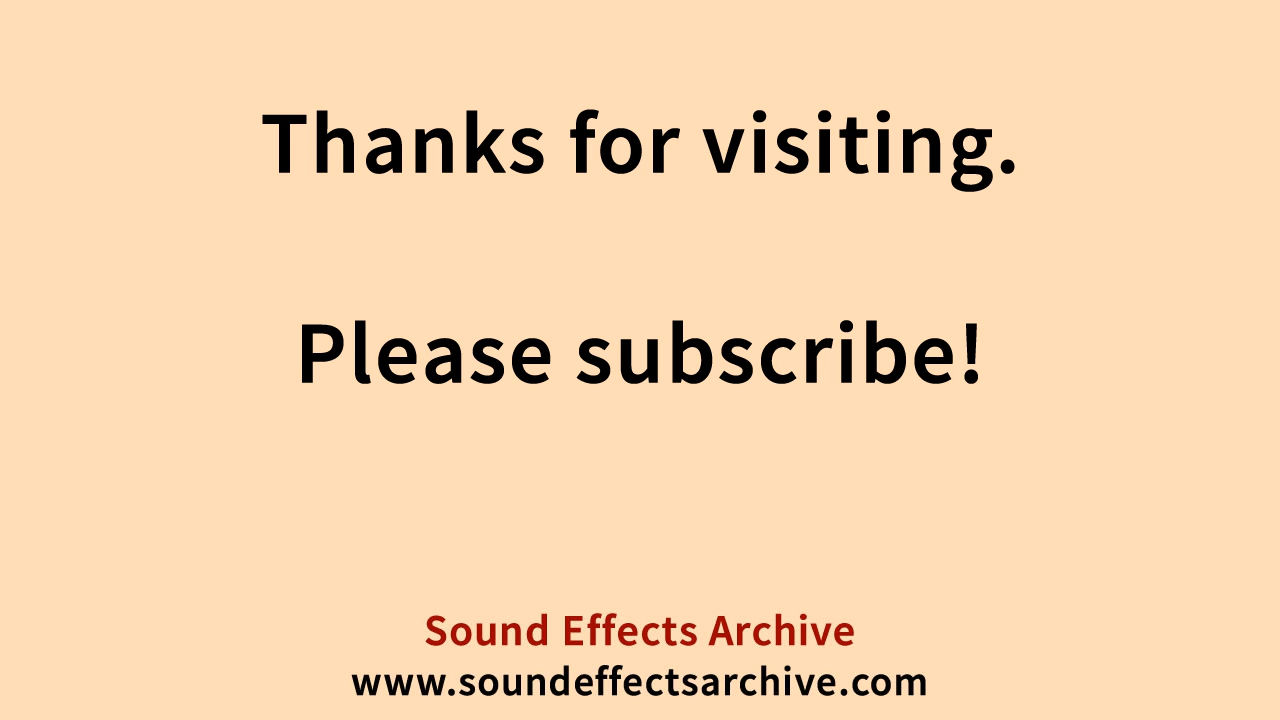 Thanks for visiting.
Please subscribe!
Sound Effects Archive
www.soundeffectsarchive.com